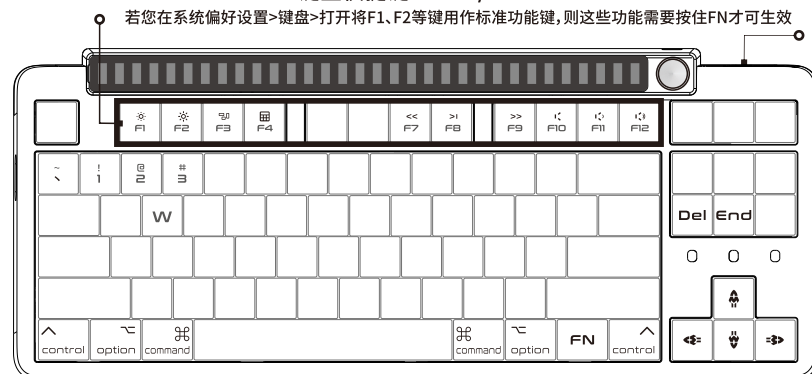 若您在系统偏好设置>键盘>打开将F1、F2等键用作标准功能键,则这些功能需要按住FN才可生效
F1 F2 F3 F4 << F7 >I F8 >> F9 F10 F11 F12
~ ! @ #
、 1 2 3
W
Del End
control option command command option FN control